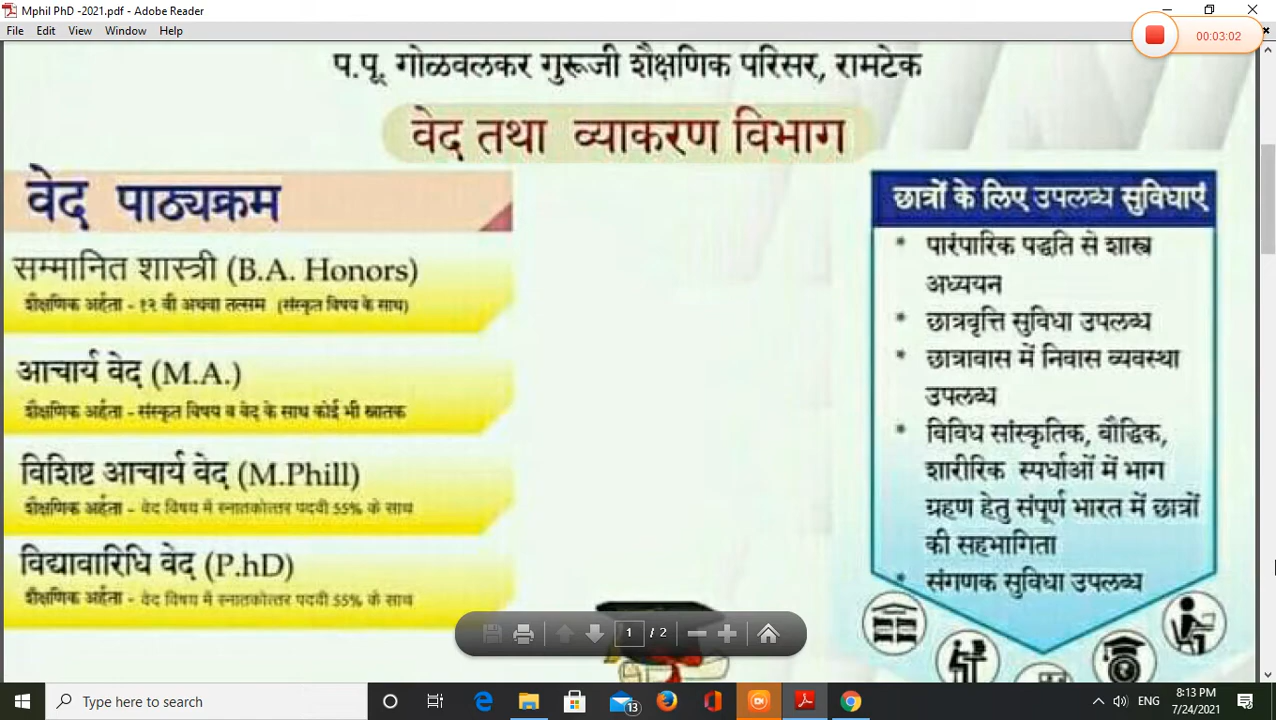 Mphil PhD -2021.pdf - Adobe Reader
File Edit View Window Help
00:03:02
प.पू. गोळवलकर गुरूजी शैक्षणिक परिसर, रामटेक
वेद तथा व्याकरण विभाग
वेद पाठ्यक्रम
सम्मानित शास्त्री (B.A. Honors)
शैक्षणिक अर्हता - १२ वी अथवा तत्सम (संस्कृत विषय के साथ)
आचार्य वेद (M.A.)
शैक्षणिक अर्हता - संस्कृत विषय व वेद के साथ कोई भी स्नातक
विशिष्ट आचार्य वेद (M.Phill)
शैक्षणिक अर्हता - वेद विषय में स्नातकोत्तर पदवी 55% के साथ
विद्यावारिधि वेद (P.hD)
शैक्षणिक अर्हता - वेद विषय में स्नातकोत्तर पदवी 55% के साथ
छात्रों के लिए उपलब्ध सुविधाएं
* पारंपारिक पद्धति से शास्त्र
अध्ययन
* छात्रवृत्ति सुविधा उपलब्ध
* छात्रावास में निवास व्यवस्था
उपलब्ध
* विविध सांस्कृतिक, बौद्धिक,
शारीरिक स्पर्धाओं में भाग
ग्रहण हेतु संपूर्ण भारत में छात्रों
की सहभागिता
* संगणक सुविधा उपलब्ध
1 / 2
Type here to search
13
ENG
8:13 PM
7/24/2021